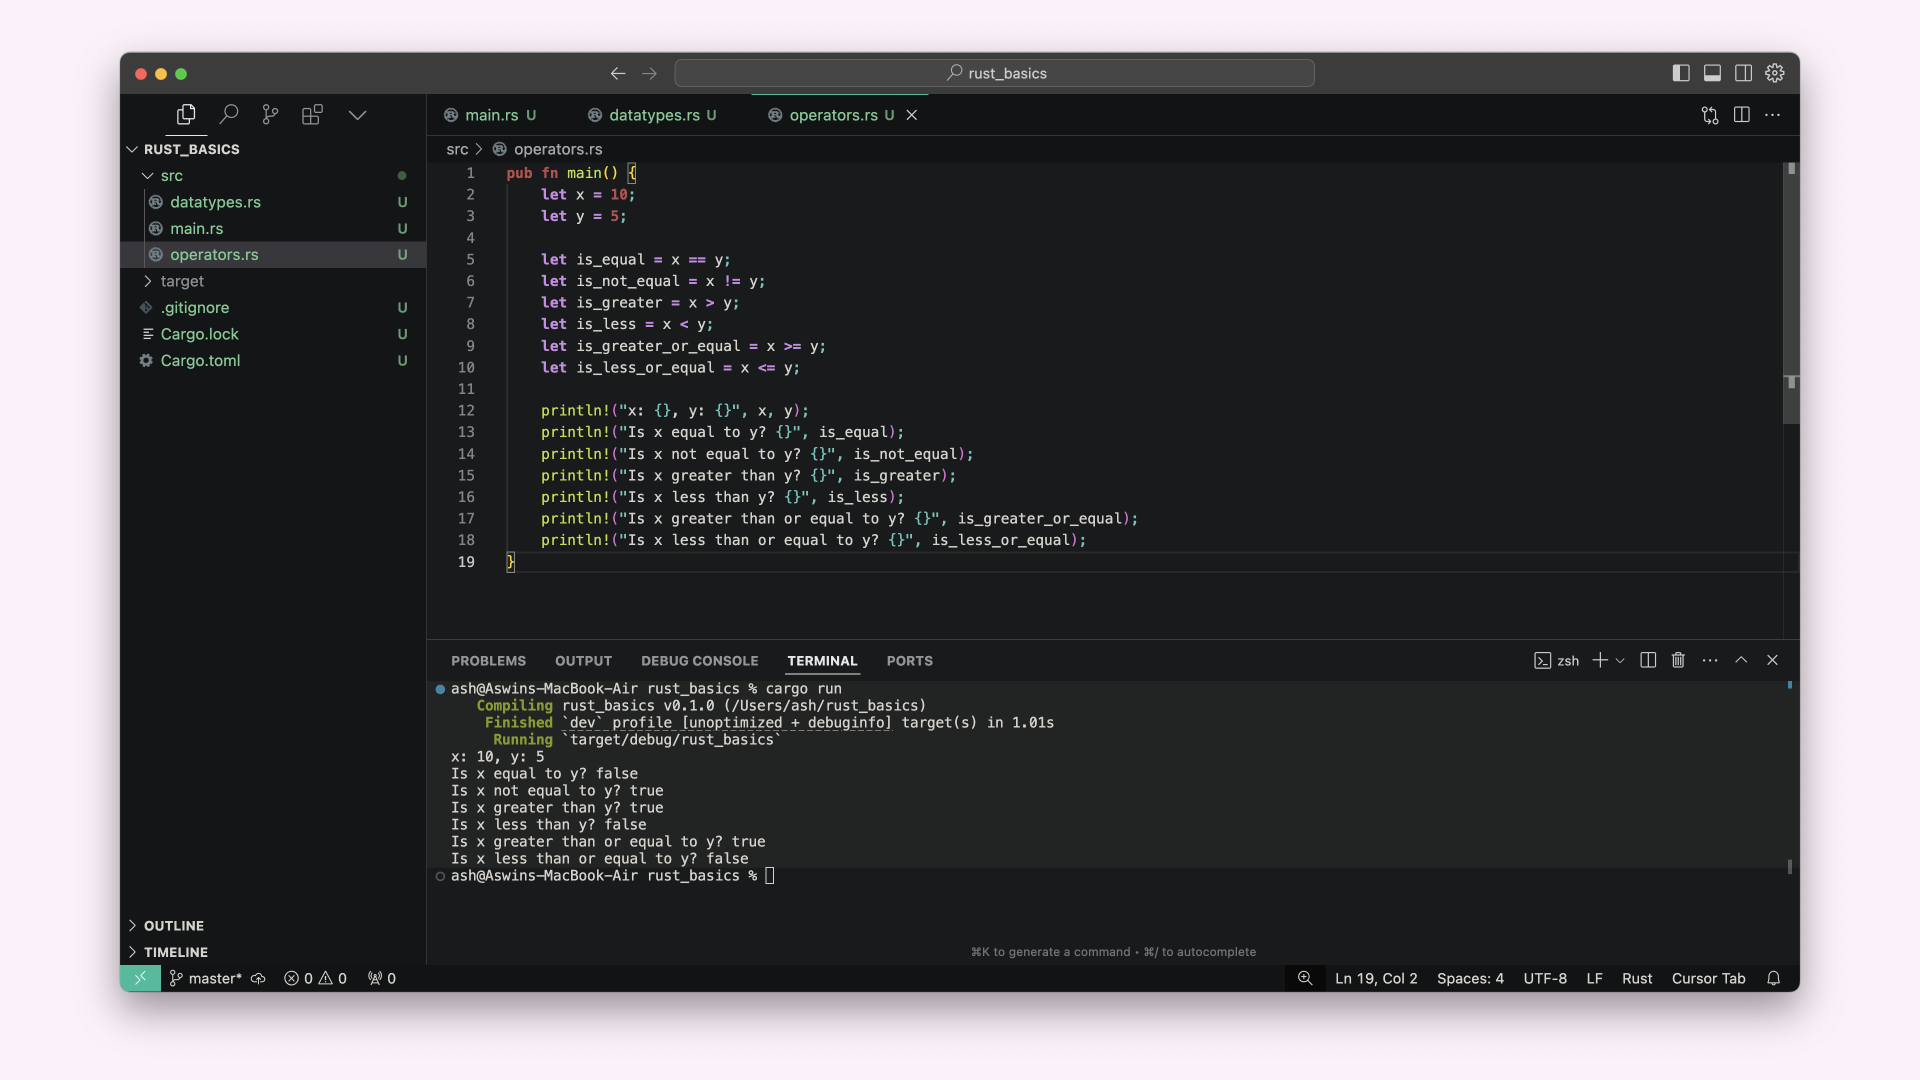 rust_basics
main.rs U
datatypes.rs U
operators.rs U
RUST_BASICS
src
datatypes.rs U
main.rs U
operators.rs U
target
.gitignore U
Cargo.lock U
Cargo.toml U
OUTLINE
TIMELINE
src > operators.rs
1 pub fn main() {
2     let x = 10;
3     let y = 5;
4
5     let is_equal = x == y;
6     let is_not_equal = x != y;
7     let is_greater = x > y;
8     let is_less = x < y;
9     let is_greater_or_equal = x >= y;
10     let is_less_or_equal = x <= y;
11
12     println!("x: {}, y: {}", x, y);
13     println!("Is x equal to y? {}", is_equal);
14     println!("Is x not equal to y? {}", is_not_equal);
15     println!("Is x greater than y? {}", is_greater);
16     println!("Is x less than y? {}", is_less);
17     println!("Is x greater than or equal to y? {}", is_greater_or_equal);
18     println!("Is x less than or equal to y? {}", is_less_or_equal);
19 }
PROBLEMS OUTPUT DEBUG CONSOLE TERMINAL PORTS zsh
ash@Aswins-MacBook-Air rust_basics % cargo run
Compiling rust_basics v0.1.0 (/Users/ash/rust_basics)
Finished `dev` profile [unoptimized + debuginfo] target(s) in 1.01s
Running `target/debug/rust_basics`
x: 10, y: 5
Is x equal to y? false
Is x not equal to y? true
Is x greater than y? true
Is x less than y? false
Is x greater than or equal to y? true
Is x less than or equal to y? false
ash@Aswins-MacBook-Air rust_basics %
⌘K to generate a command • ⌘/ to autocomplete
master* 0 0 0 Ln 19, Col 2 Spaces: 4 UTF-8 LF Rust Cursor Tab